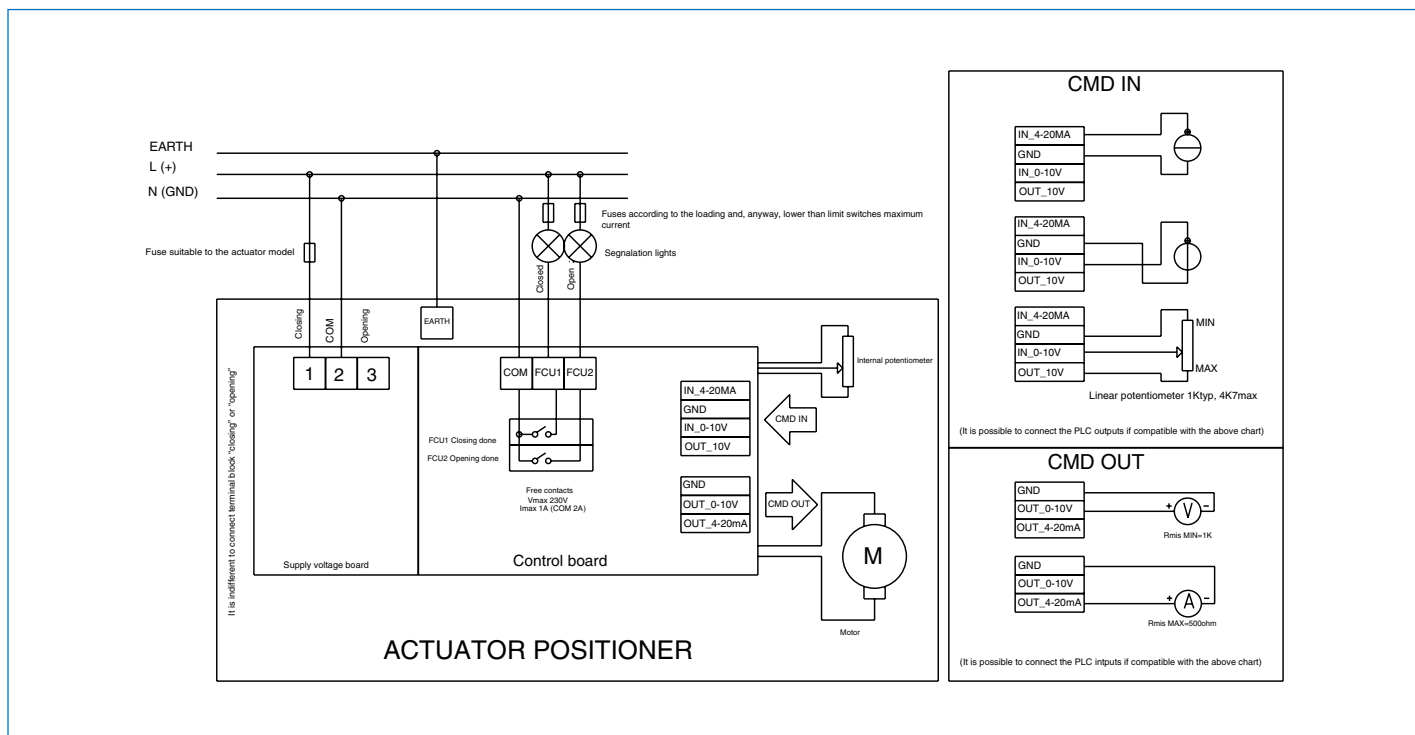 EARTH
L (+)
N (GND)
Fuse suitable to the actuator model
Fuses according to the loading and, anyway, lower than limit switches maximum
current
Segnalation lights
Closed
Open :
Closing
COM
Opening
EARTH
1 2 3
COM FCU1 FCU2
FCU1 Closing done
FCU2 Opening done
Free contacts
Vmax 230V
Imax 1A (COM 2A)
It is indifferent to connect terminal block "closing" or "opening"
Supply voltage board
Control board
Internal potentiometer
IN_4-20MA
GND
IN_0-10V
OUT_10V
CMD IN
GND
OUT_0-10V
OUT_4-20mA
CMD OUT
M
Motor
ACTUATOR POSITIONER
CMD IN
IN_4-20MA
GND
IN_0-10V
OUT_10V
IN_4-20MA
GND
IN_0-10V
OUT_10V
IN_4-20MA
GND
IN_0-10V
OUT_10V
MIN
MAX
Linear potentiometer 1Ktyp, 4K7max
(It is possible to connect the PLC outputs if compatible with the above chart)
CMD OUT
GND
OUT_0-10V
OUT_4-20mA
+ V −
Rmis MIN=1K
GND
OUT_0-10V
OUT_4-20mA
+ A −
Rmis MAX=500ohm
(It is possible to connect the PLC intputs if compatible with the above chart)